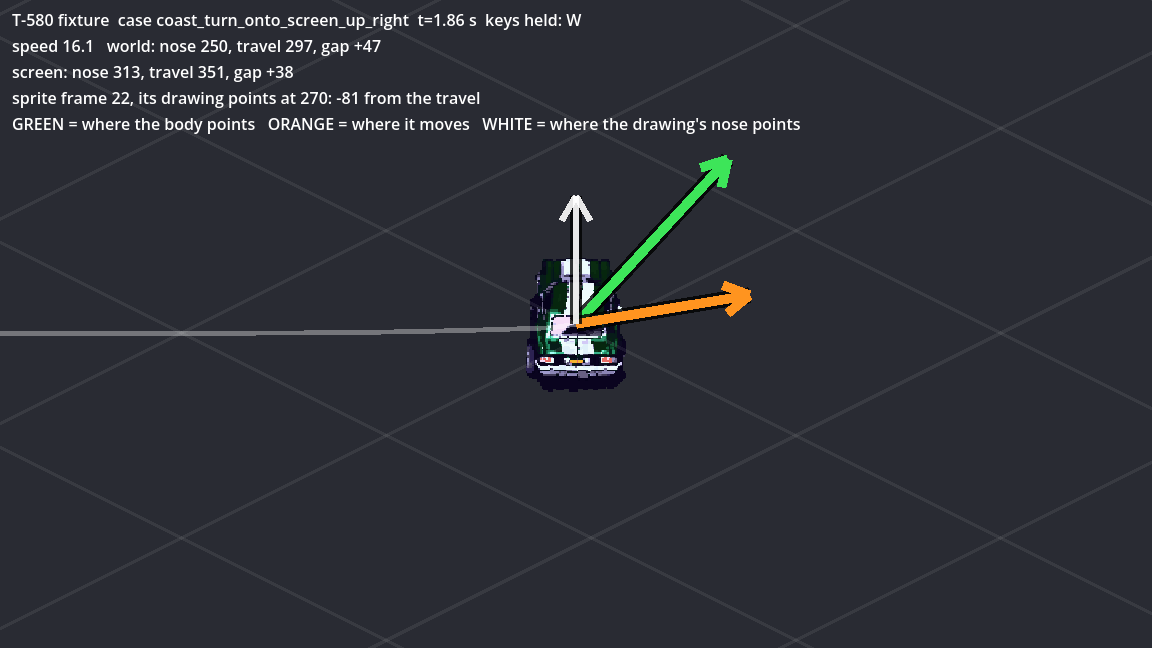 T-580 fixture  case coast_turn_onto_screen_up_right  t=1.86 s  keys held: W
speed 16.1   world: nose 250, travel 297, gap +47
screen: nose 313, travel 351, gap +38
sprite frame 22, its drawing points at 270: -81 from the travel
GREEN = where the body points   ORANGE = where it moves   WHITE = where the drawing's nose points